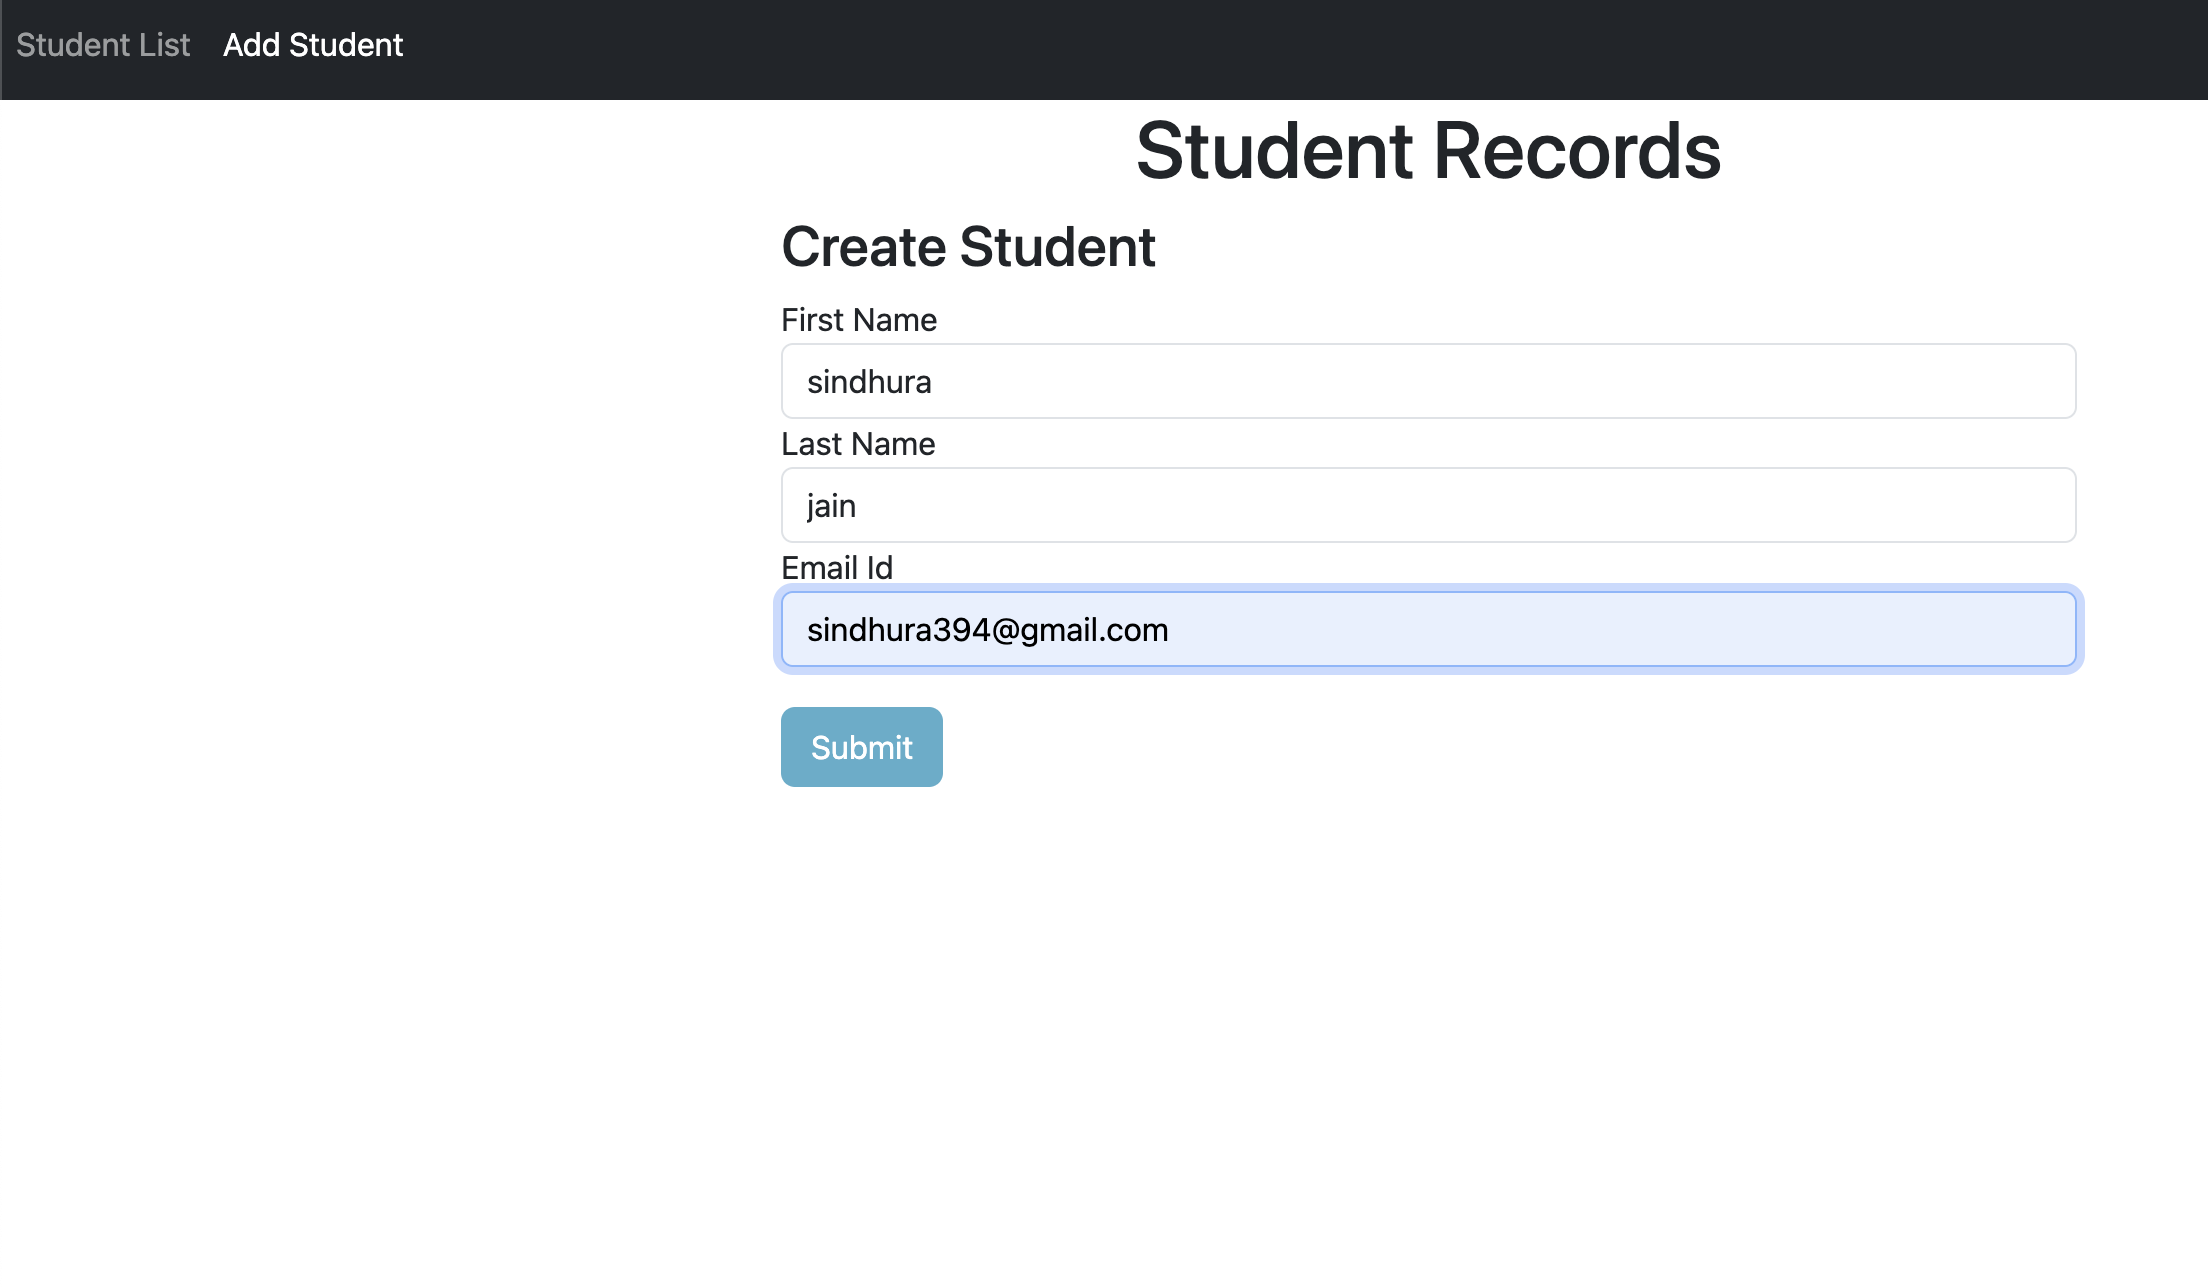 Student List Add Student
Student Records
Create Student
First Name
sindhura
Last Name
jain
Email Id
sindhura394@gmail.com
Submit